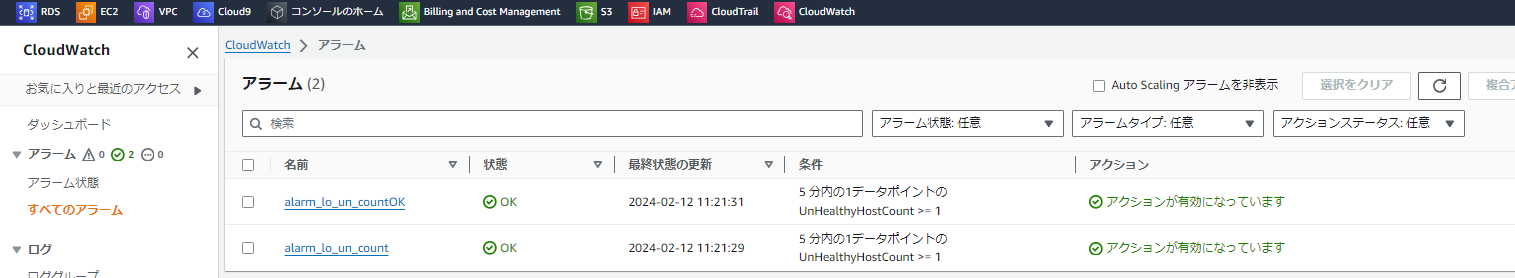 RDS EC2 VPC Cloud9 コンソールのホーム Billing and Cost Management S3 IAM CloudTrail CloudWatch
CloudWatch
お気に入りと最近のアクセス
ダッシュボード
アラーム 0 2 0
アラーム状態
すべてのアラーム
ログ
ロググループ
CloudWatch > アラーム
アラーム (2)
Auto Scaling アラームを非表示
選択をクリア
検索
アラーム状態: 任意
アラームタイプ: 任意
アクションステータス: 任意
名前 状態 最終状態の更新 条件 アクション
alarm_lo_un_countOK OK 2024-02-12 11:21:31 5 分内の1データポイントの
UnHealthyHostCount >= 1
アクションが有効になっています
alarm_lo_un_count OK 2024-02-12 11:21:29 5 分内の1データポイントの
UnHealthyHostCount >= 1
アクションが有効になっています